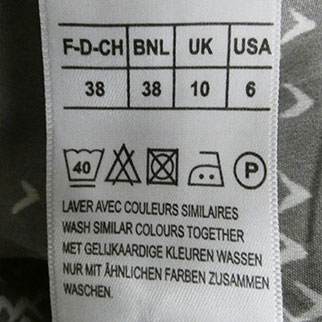 F-D-CH BNL UK USA
38 38 10 6
40 P
LAVER AVEC COULEURS SIMILAIRES
WASH SIMILAR COLOURS TOGETHER
MET GELIJKAARDIGE KLEUREN WASSEN
NUR MIT ÄHNLICHEN FARBEN ZUSAMMEN
WASCHEN.